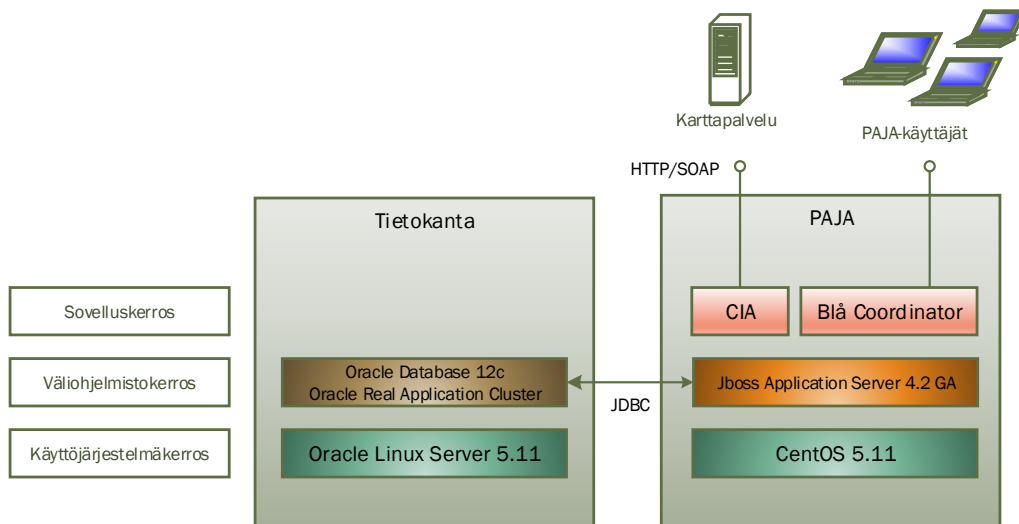 Karttapalvelu
PAJA-käyttäjät
HTTP/SOAP
Tietokanta
PAJA
Sovelluskerros
CIA
Blå Coordinator
Väliohjelmistokerros
Oracle Database 12c
Oracle Real Application Cluster
JDBC
Jboss Application Server 4.2 GA
Käyttöjärjestelmäkerros
Oracle Linux Server 5.11
CentOS 5.11